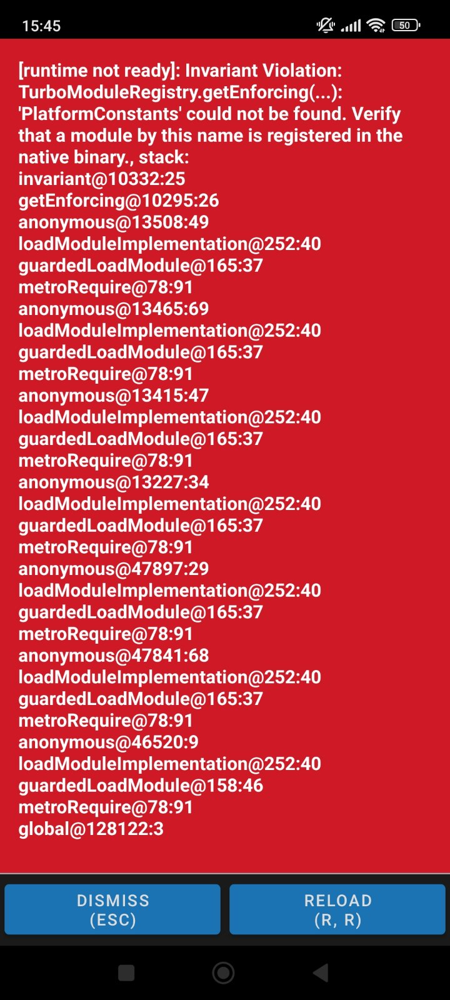 15:45
50
[runtime not ready]: Invariant Violation:
TurboModuleRegistry.getEnforcing(...):
'PlatformConstants' could not be found. Verify
that a module by this name is registered in the
native binary., stack:
invariant@10332:25
getEnforcing@10295:26
anonymous@13508:49
loadModuleImplementation@252:40
guardedLoadModule@165:37
metroRequire@78:91
anonymous@13465:69
loadModuleImplementation@252:40
guardedLoadModule@165:37
metroRequire@78:91
anonymous@13415:47
loadModuleImplementation@252:40
guardedLoadModule@165:37
metroRequire@78:91
anonymous@13227:34
loadModuleImplementation@252:40
guardedLoadModule@165:37
metroRequire@78:91
anonymous@47897:29
loadModuleImplementation@252:40
guardedLoadModule@165:37
metroRequire@78:91
anonymous@47841:68
loadModuleImplementation@252:40
guardedLoadModule@165:37
metroRequire@78:91
anonymous@46520:9
loadModuleImplementation@252:40
guardedLoadModule@158:46
metroRequire@78:91
global@128122:3
DISMISS
(ESC)
RELOAD
(R, R)